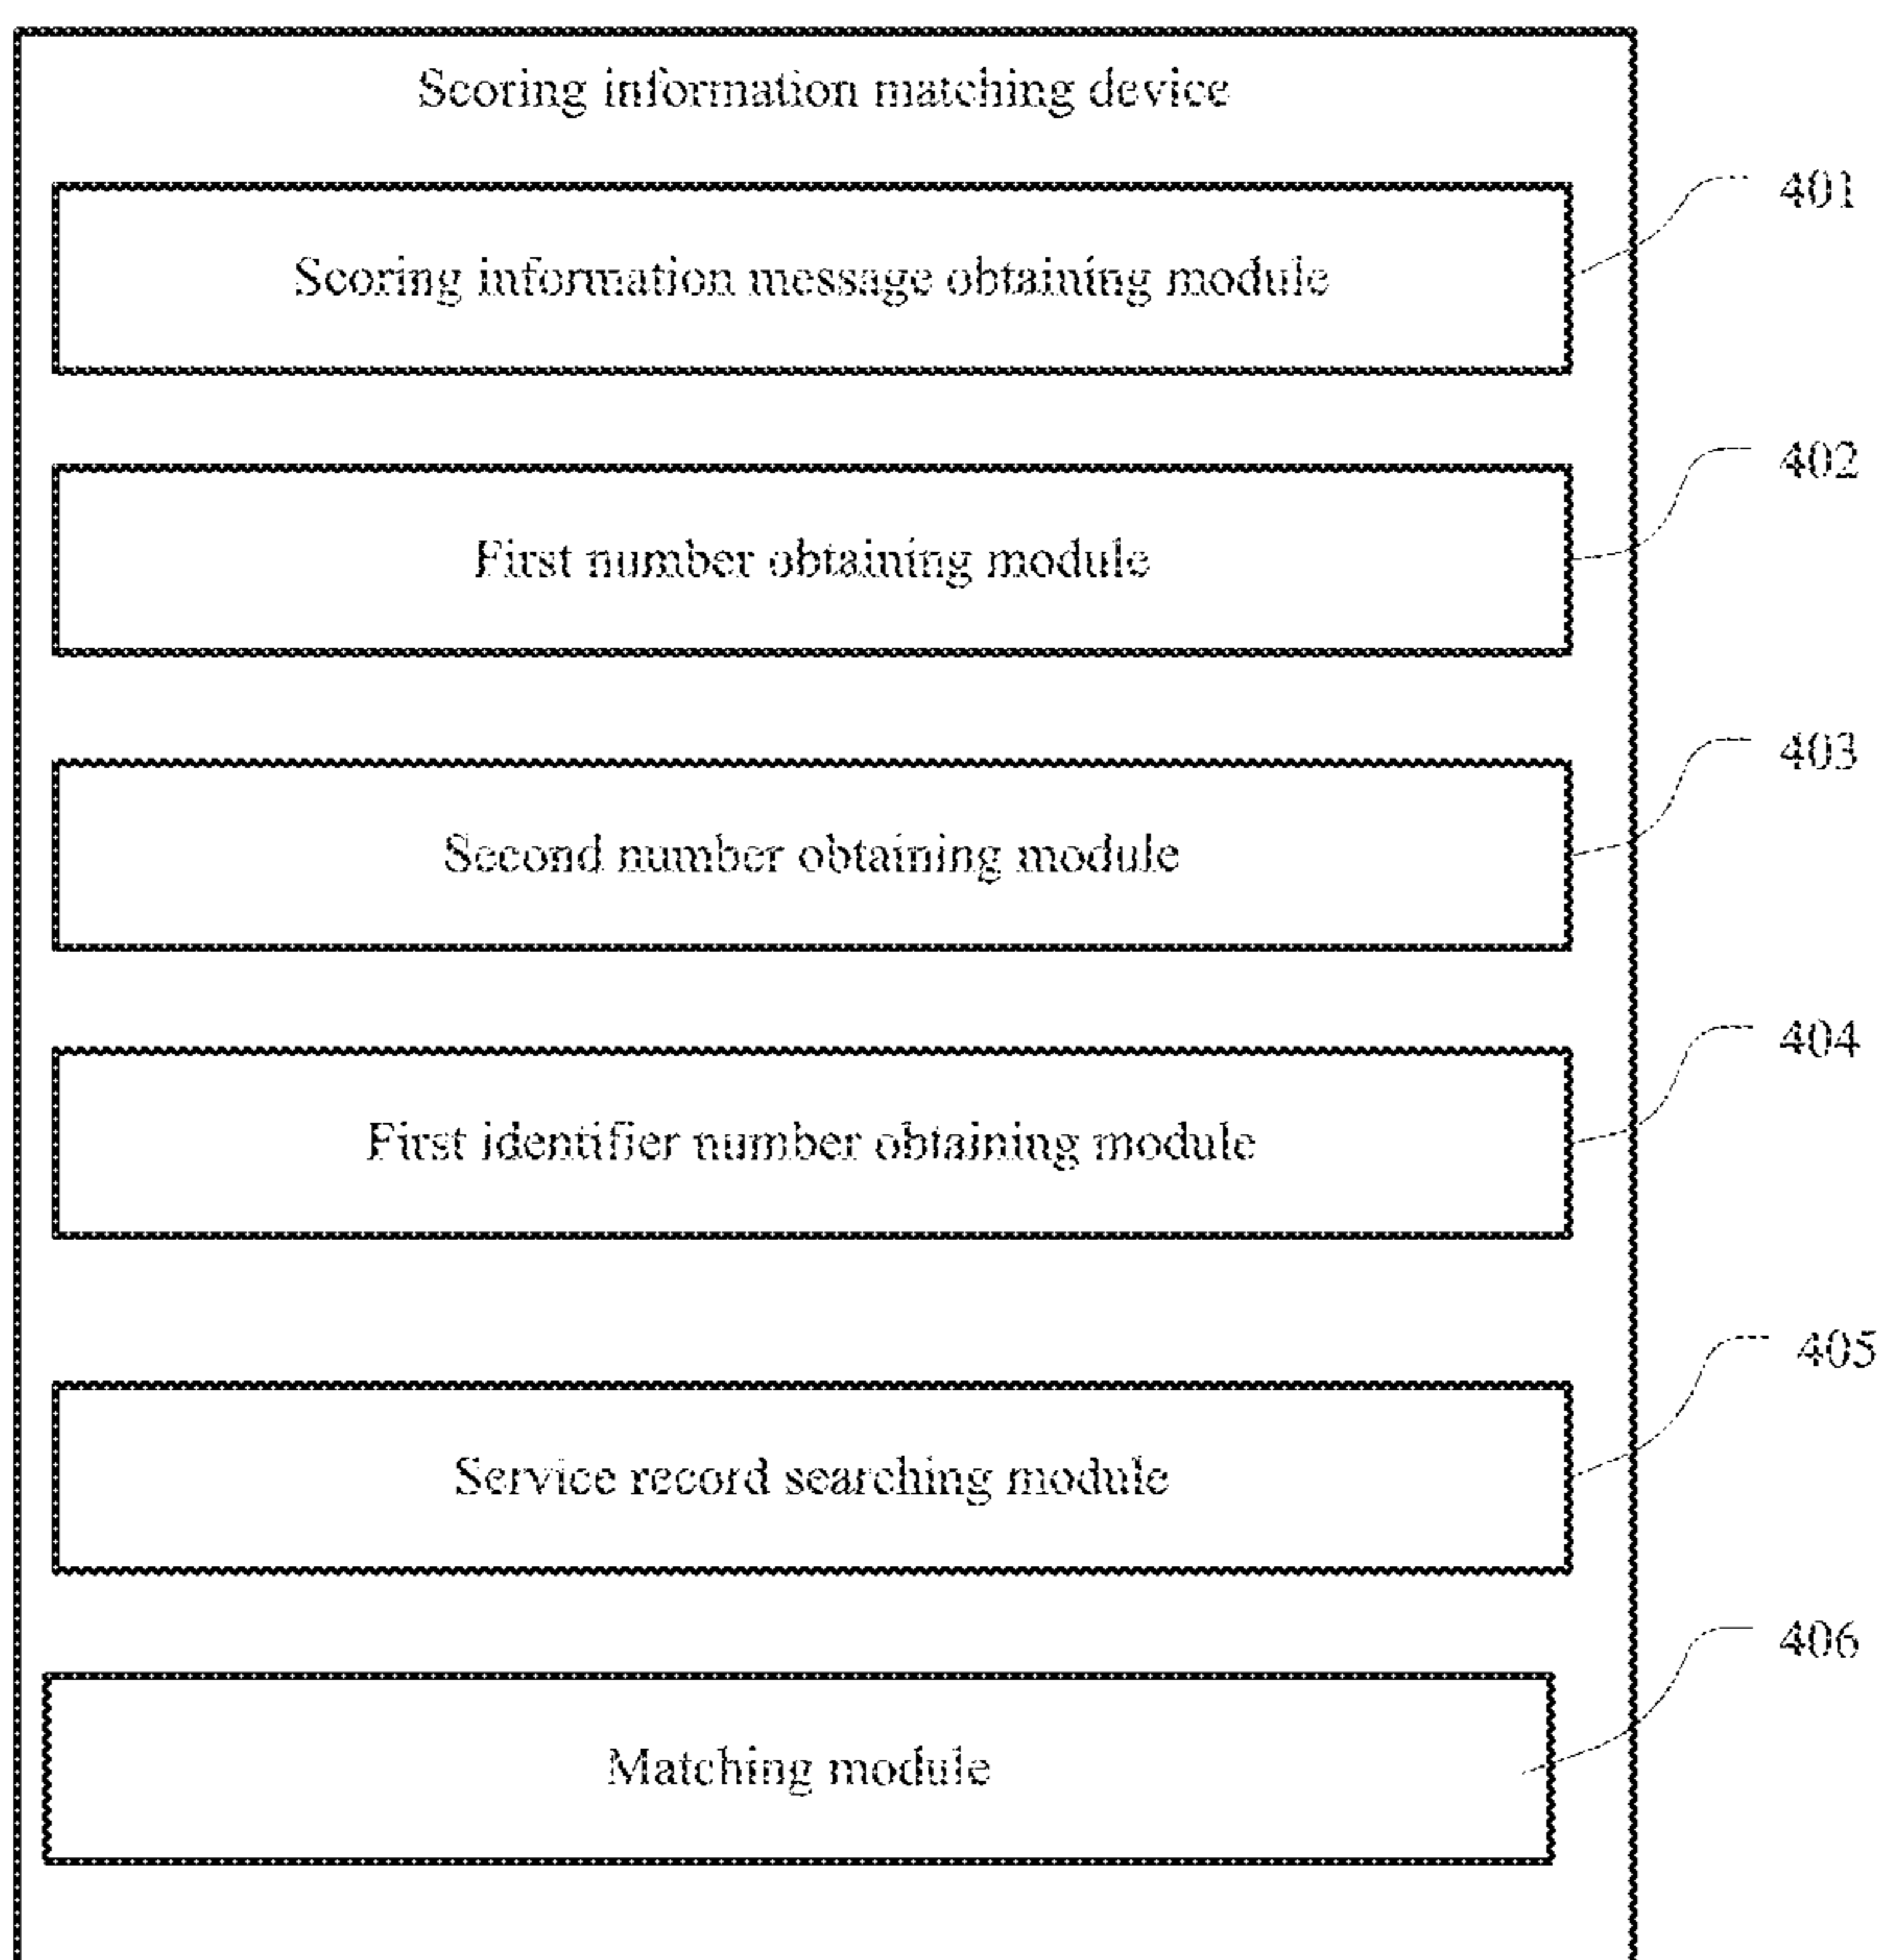 Scoring information matching device
401
Scoring information message obtaining module
402
First number obtaining module
403
Second number obtaining module
404
First identifier number obtaining module
405
Service record searching module
406
Matching module